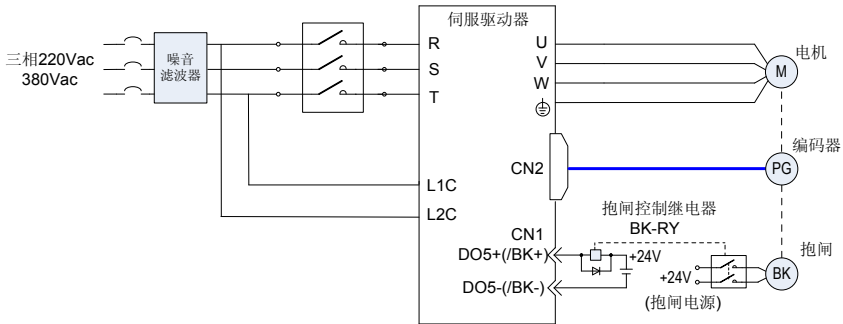 伺服驱动器
三相220Vac
380Vac
噪音
滤波器
R
S
T
L1C
L2C
U
V
W
CN2
CN1
DO5+(/BK+)
DO5-(/BK-)
电机
M
编码器
PG
抱闸控制继电器
BK-RY
+24V
+24V
(抱闸电源)
抱闸
BK